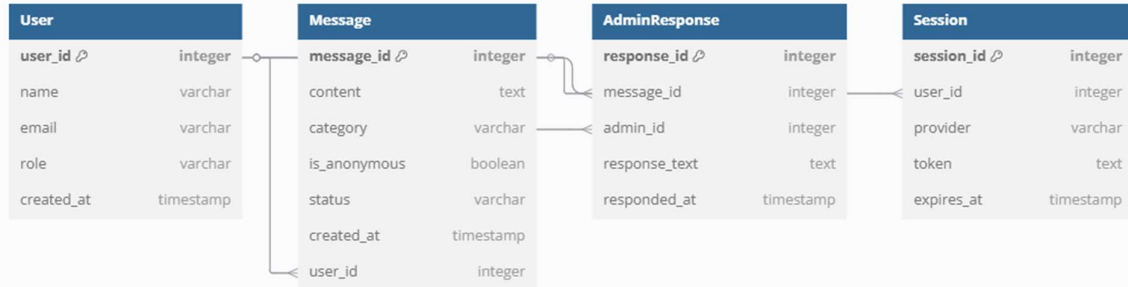 User
user_id integer
name varchar
email varchar
role varchar
created_at timestamp
Message
message_id integer
content text
category varchar
is_anonymous boolean
status varchar
created_at timestamp
user_id integer
AdminResponse
response_id integer
message_id integer
admin_id integer
response_text text
responded_at timestamp
Session
session_id integer
user_id integer
provider varchar
token text
expires_at timestamp